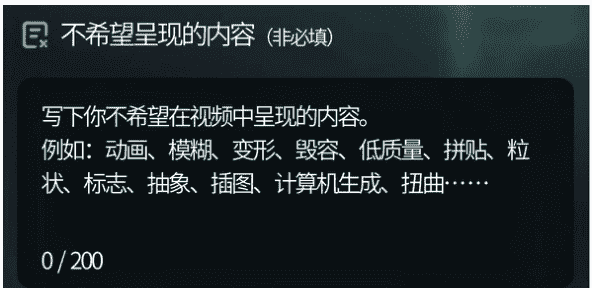 不希望呈现的内容（非必填）
写下你不希望在视频中呈现的内容。
例如：动画、模糊、变形、毁容、低质量、拼贴、粒
状、标志、抽象、插图、计算机生成、扭曲……
0 / 200